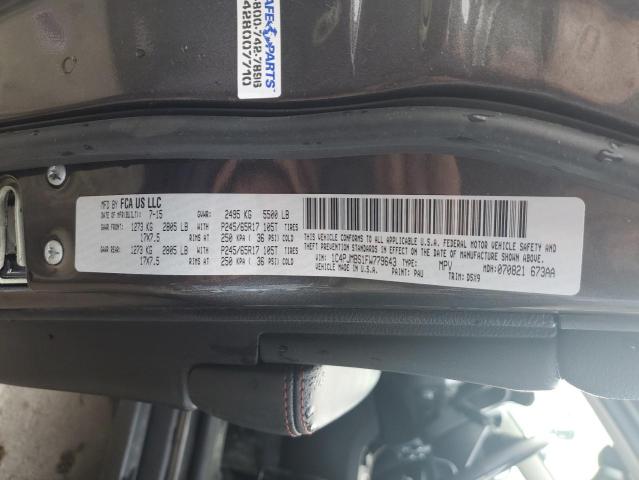 SAFE PARTS
-800-742-7896
428007710
MFD BY FCA US LLC
DATE OF MFR(BLLT): 7-15 GVWR: 2495 KG 5500 LB
GAWR FRONT: 1273 KG 2805 LB WITH P245/65R17 105T TIRES
17X7.5 RIMS AT 250 KPA ( 36 PSI) COLD
GAWR REAR: 1273 KG 2805 LB WITH P245/65R17 105T TIRES
17X7.5 RIMS AT 250 KPA ( 36 PSI) COLD
THIS VEHICLE CONFORMS TO ALL APPLICABLE U.S.A. FEDERAL MOTOR VEHICLE SAFETY AND
THEFT PREVENTION STANDARDS IN EFFECT ON THE DATE OF MANUFACTURE SHOWN ABOVE.
VIN: 1C4PJMBS1FW779643 TYPE: MPV MDH: 070821 673AA
VEHICLE MADE IN U.S.A. PAINT: PAU TRIM: DSX9